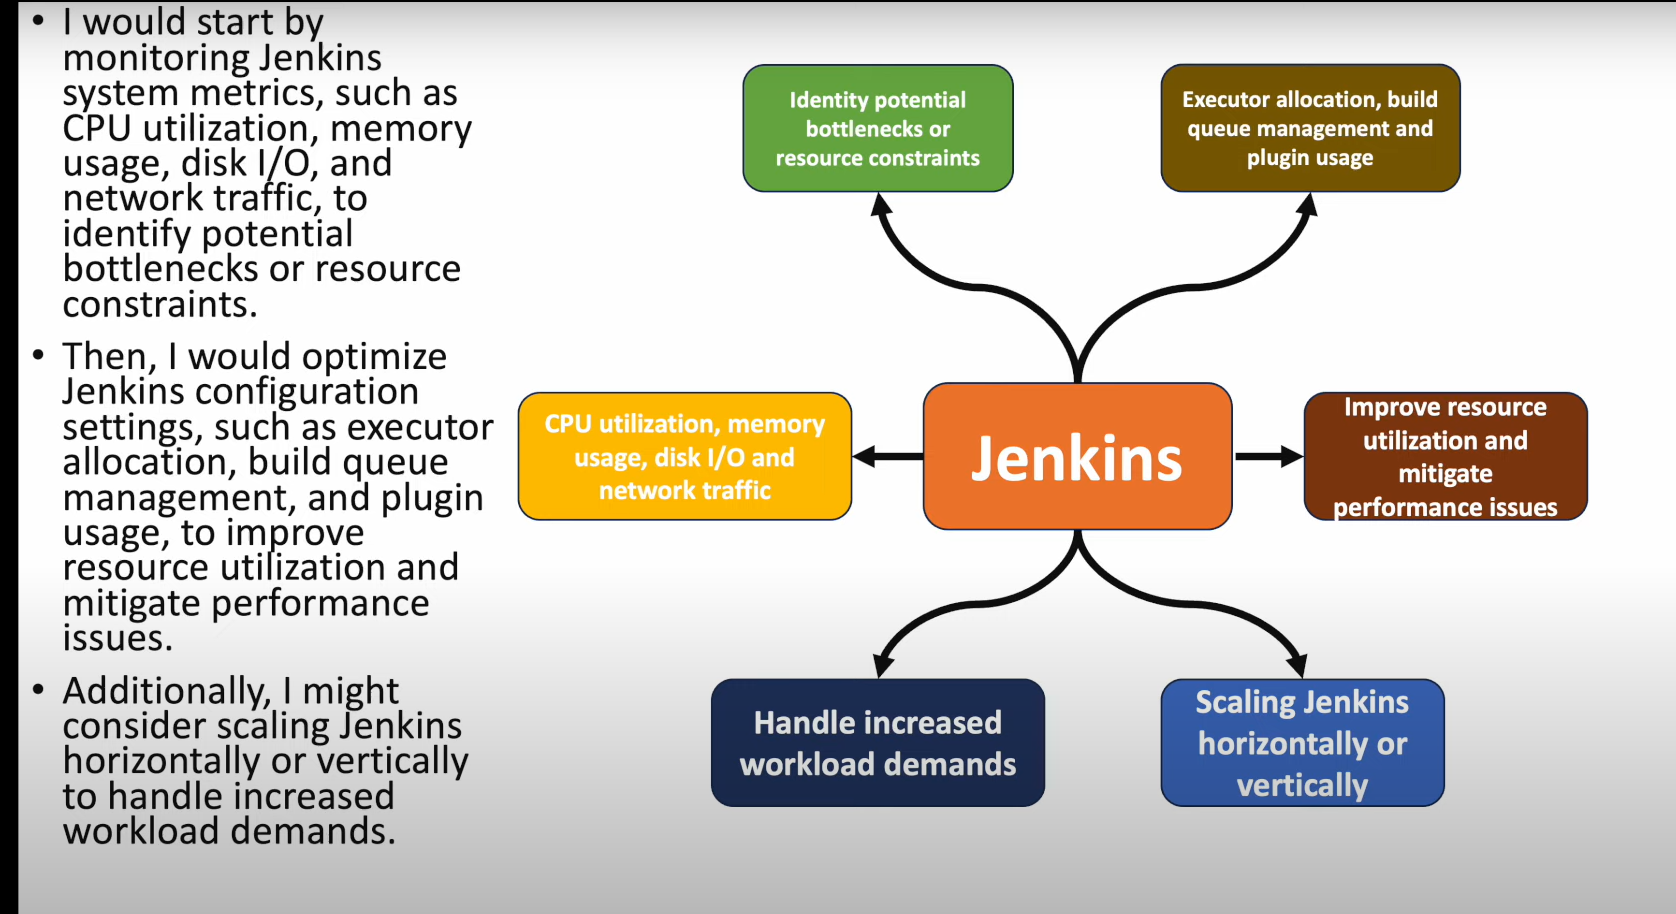 • I would start by
monitoring Jenkins
system metrics, such as
CPU utilization, memory
usage, disk I/O, and
network traffic, to
identify potential
bottlenecks or resource
constraints.
• Then, I would optimize
Jenkins configuration
settings, such as executor
allocation, build queue
management, and plugin
usage, to improve
resource utilization and
mitigate performance
issues.
• Additionally, I might
consider scaling Jenkins
horizontally or vertically
to handle increased
workload demands.
Identity potential
bottlenecks or
resource constraints
Executor allocation, build
queue management and
plugin usage
CPU utilization, memory
usage, disk I/O and
network traffic
Jenkins
Improve resource
utilization and
mitigate
performance issues
Handle increased
workload demands
Scaling Jenkins
horizontally or
vertically